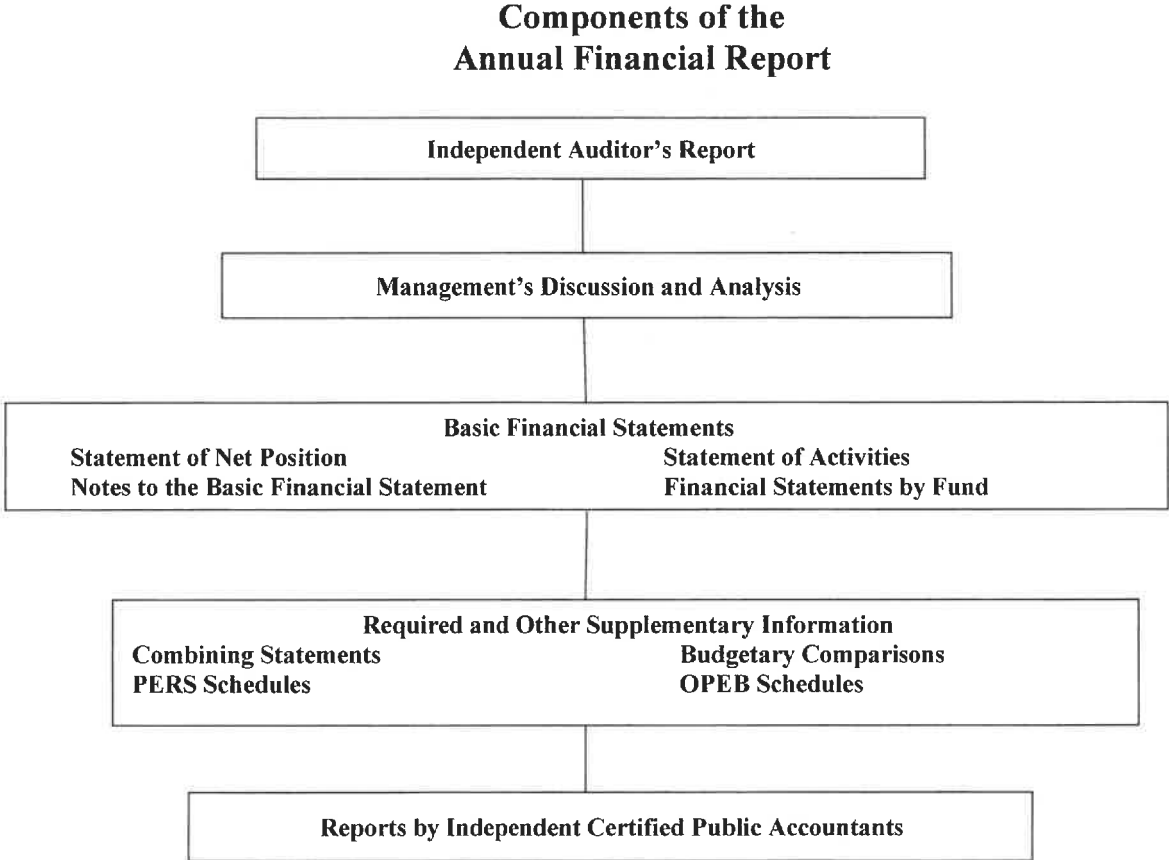 Components of the
Annual Financial Report
Independent Auditor's Report
Management's Discussion and Analysis
Basic Financial Statements
Statement of Net Position Statement of Activities
Notes to the Basic Financial Statement Financial Statements by Fund
Required and Other Supplementary Information
Combining Statements Budgetary Comparisons
PERS Schedules OPEB Schedules
Reports by Independent Certified Public Accountants